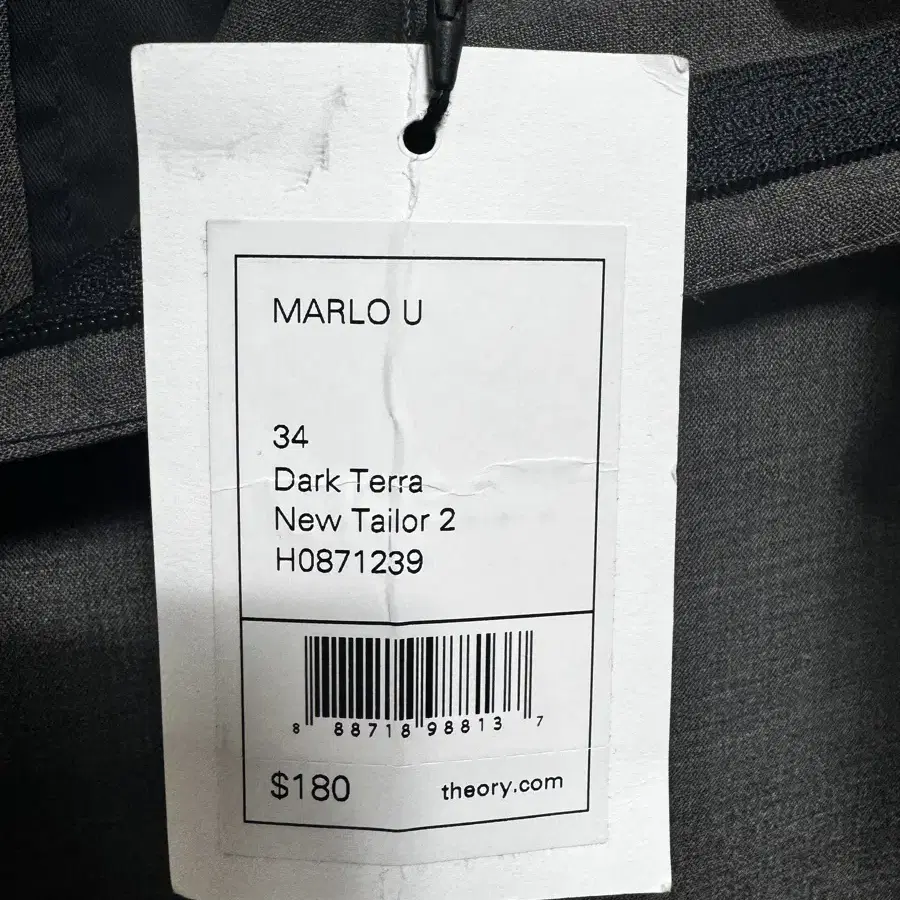 MARLO U
34
Dark Terra
New Tailor 2
H0871239
8 88718 98813 7
$180 theory.com